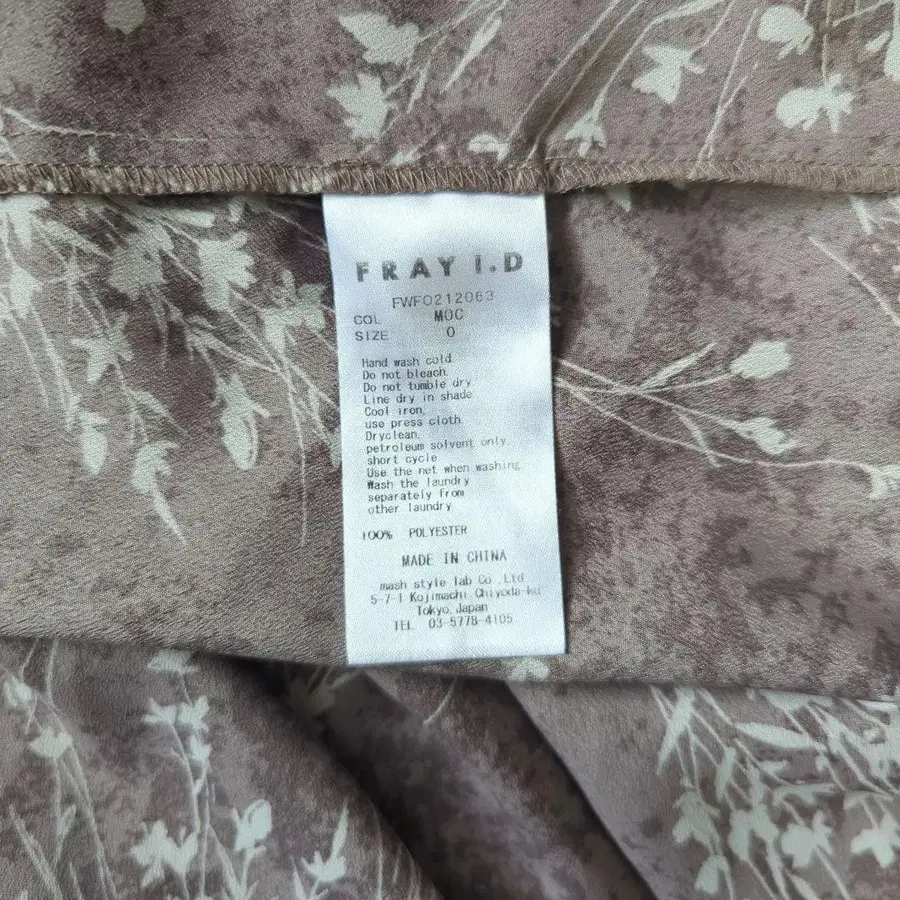 FRAY I.D
FWFO212063
COL MOC
SIZE 0
Hand wash cold.
Do not bleach.
Do not tumble dry
Line dry in shade
Cool iron,
use press cloth.
Dryclean,
petroleum solvent only,
short cycle
Use the net when washing
Wash the laundry
separately from
other laundry
100% POLYESTER
MADE IN CHINA
mash style lab Co.,Ltd.
5-7-1 Kojimachi,Chiyoda-ku
Tokyo,Japan
TEL 03-5778-4105